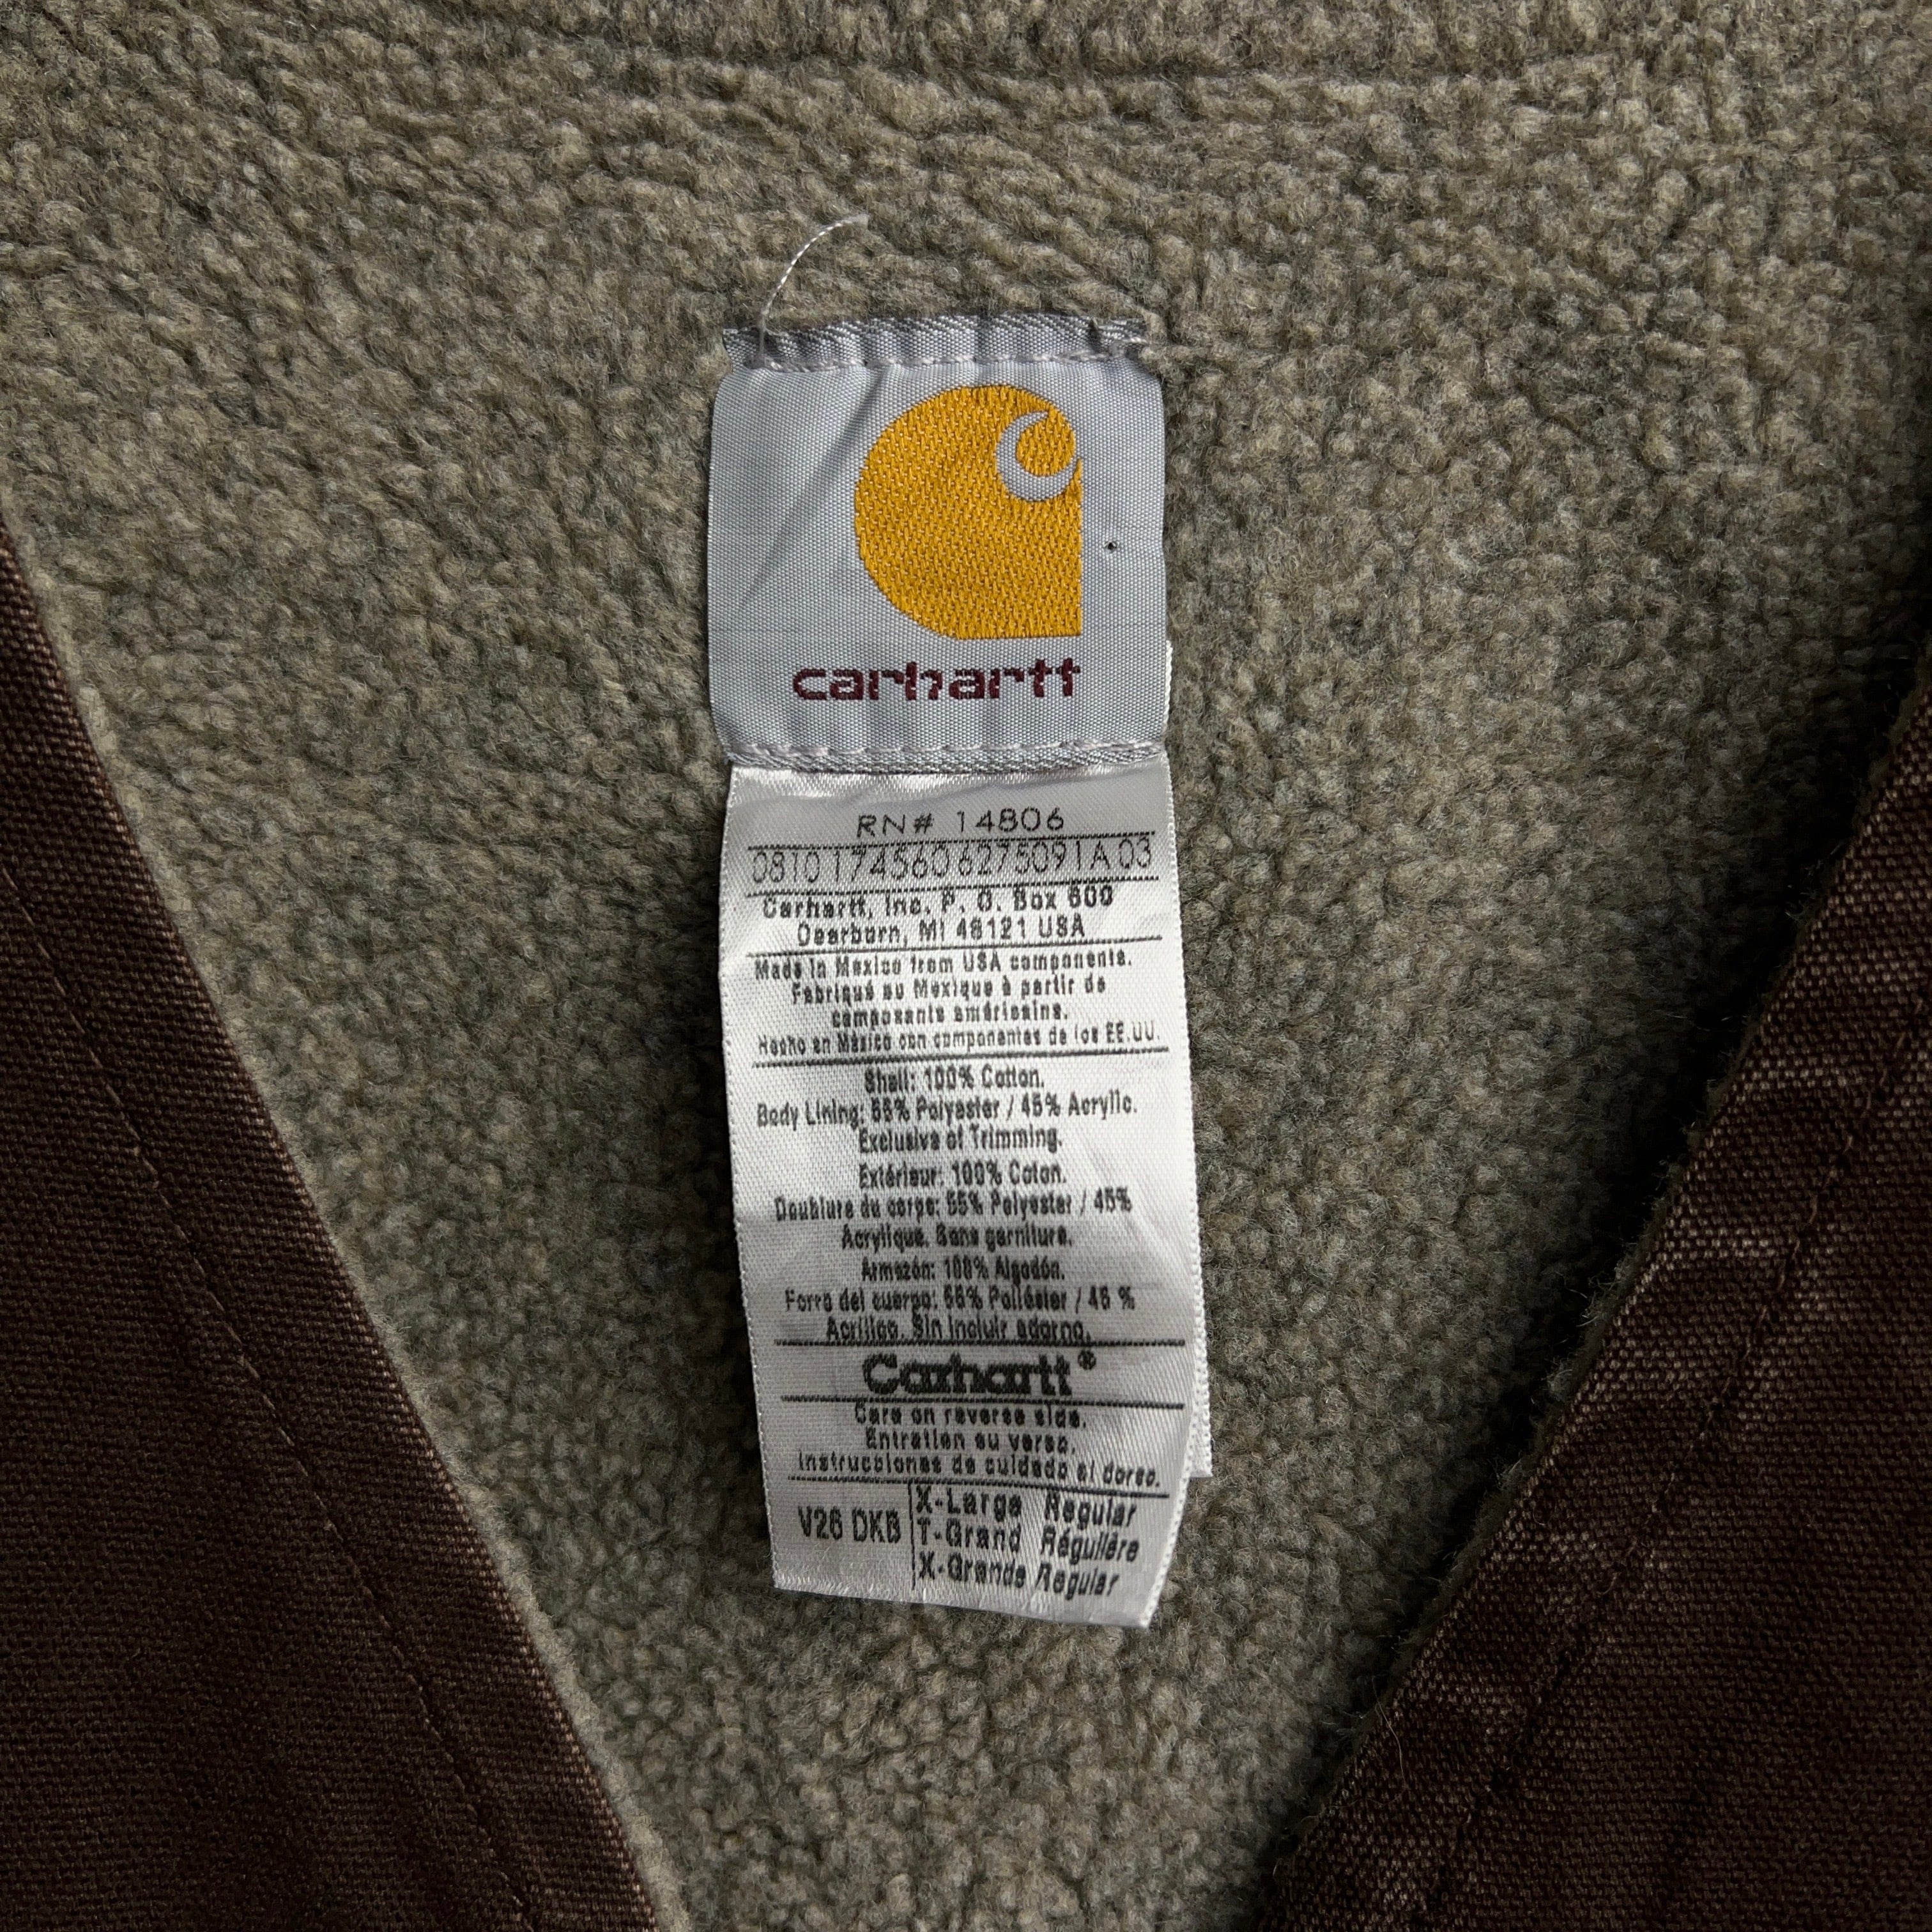 carhartt
RN# 14806
0810174560 6275091A 03
Carhartt, Inc. P. O. Box 600
Dearborn, MI 48121 USA
Made in Mexico from USA components.
Fabriqué au Mexique à partir de
composants américains.
Hecho en México con componentes de los EE.UU.
Shell: 100% Cotton.
Body Lining: 55% Polyester / 45% Acrylic.
Exclusive of Trimming.
Extérieur: 100% Coton.
Doublure du corps: 55% Polyester / 45%
Acrylique. Sans garniture.
Armazón: 100% Algodón.
Forro del cuerpo: 55% Poliéster / 45 %
Acrílico. Sin incluir adorno.
Carhartt®
Care on reverse side.
Entretien au verso.
Instrucciones de cuidado al dorso.
V26 DKB
X-Large Regular
T-Grand Régulière
X-Grande Regular